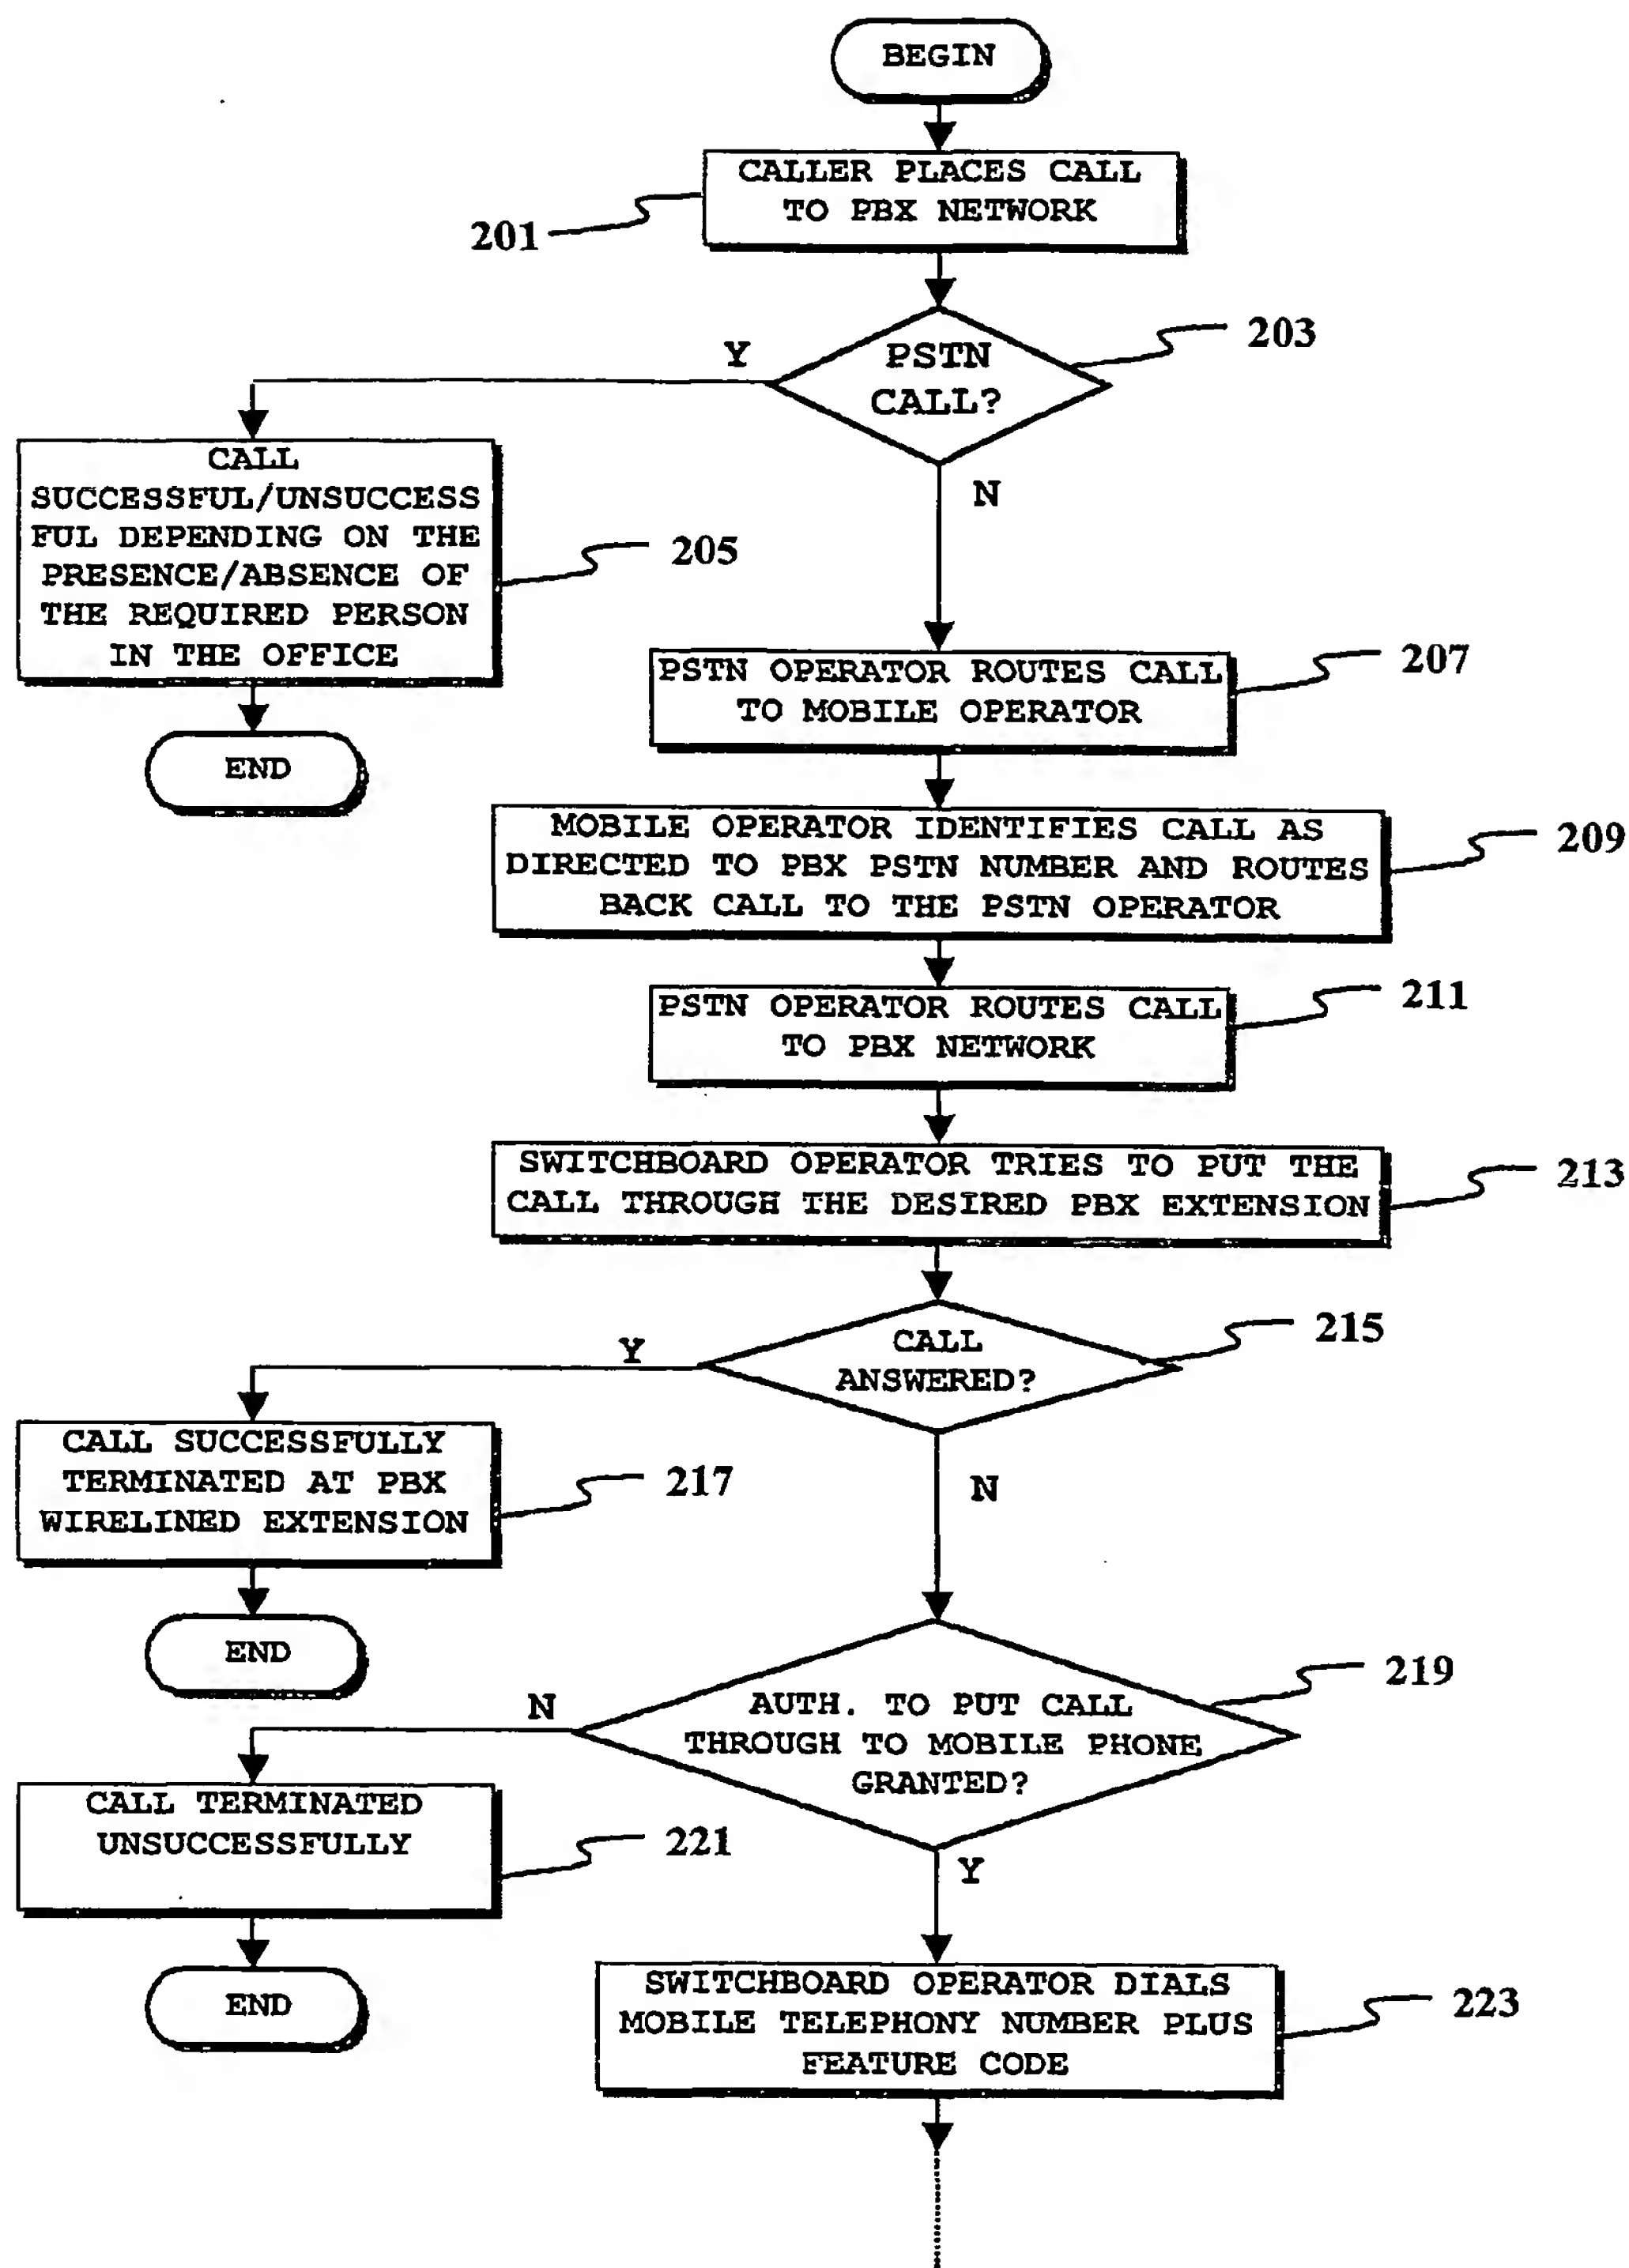 BEGIN
CALLER PLACES CALL
TO PBX NETWORK
201
PSTN
CALL?
203
Y
N
CALL
SUCCESSFUL/UNSUCCESS
FUL DEPENDING ON THE
PRESENCE/ABSENCE OF
THE REQUIRED PERSON
IN THE OFFICE
205
END
PSTN OPERATOR ROUTES CALL
TO MOBILE OPERATOR
207
MOBILE OPERATOR IDENTIFIES CALL AS
DIRECTED TO PBX PSTN NUMBER AND ROUTES
BACK CALL TO THE PSTN OPERATOR
209
PSTN OPERATOR ROUTES CALL
TO PBX NETWORK
211
SWITCHBOARD OPERATOR TRIES TO PUT THE
CALL THROUGH THE DESIRED PBX EXTENSION
213
CALL
ANSWERED?
215
Y
N
CALL SUCCESSFULLY
TERMINATED AT PBX
WIRELINED EXTENSION
217
END
AUTH. TO PUT CALL
THROUGH TO MOBILE PHONE
GRANTED?
219
N
Y
CALL TERMINATED
UNSUCCESSFULLY
221
END
SWITCHBOARD OPERATOR DIALS
MOBILE TELEPHONY NUMBER PLUS
FEATURE CODE
223